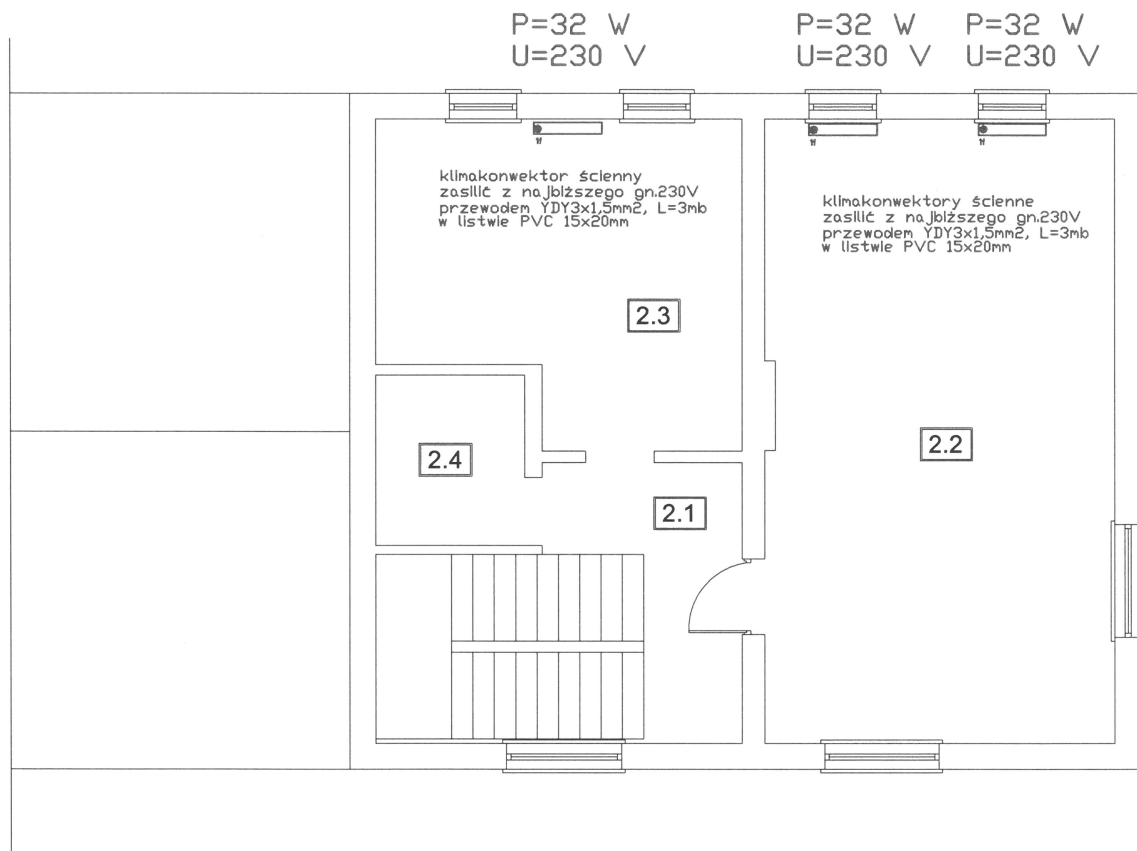 P=32 W
U=230 V
P=32 W
U=230 V
P=32 W
U=230 V
klimakonwektor ścienny
zasilić z najbliższego gn.230V
przewodem YDY3x1,5mm2, L=3mb
w listwie PVC 15x20mm
klimakonwektory ścienne
zasilić z najbliższego gn.230V
przewodem YDY3x1,5mm2, L=3mb
w listwie PVC 15x20mm
2.3
2.2
2.4
2.1